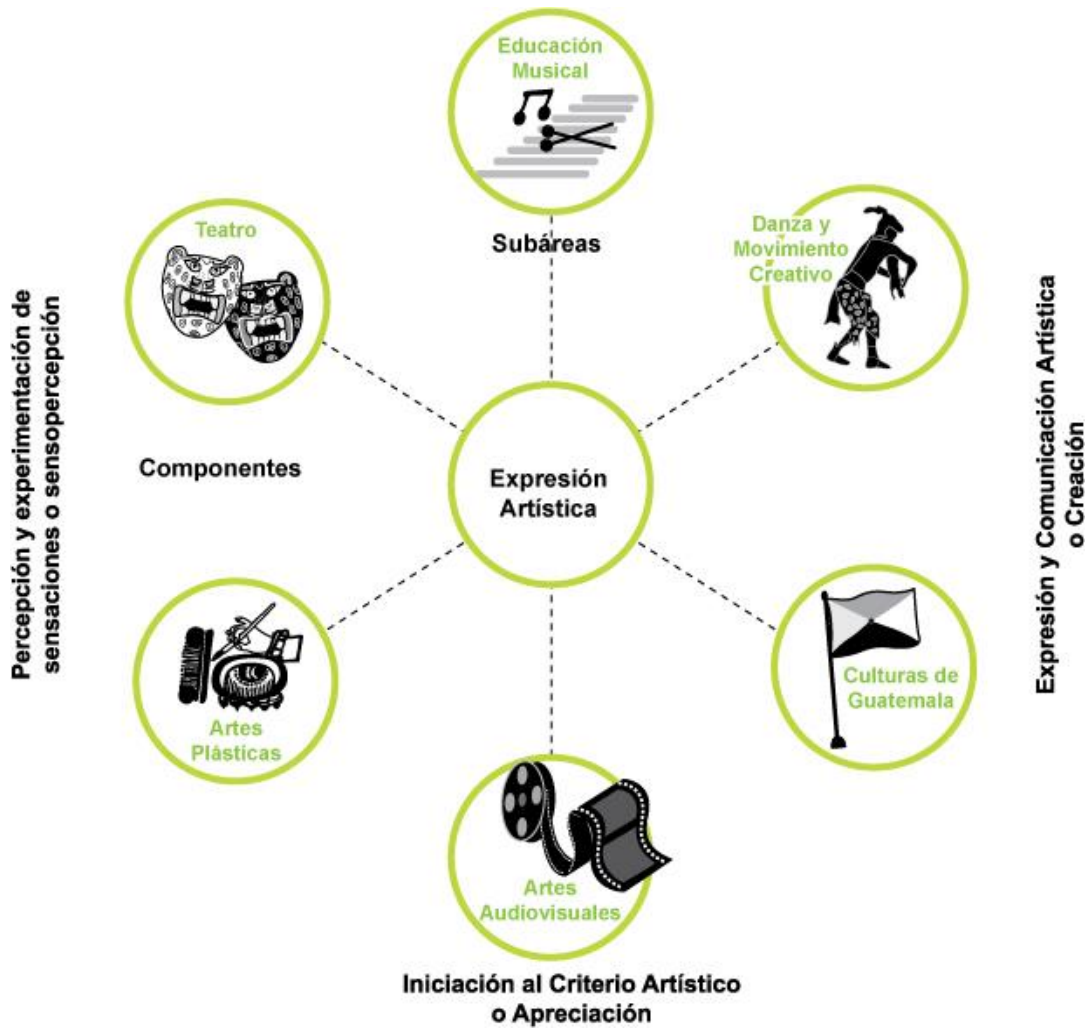 Educación
Musical
Subáreas
Teatro
Danza y
Movimiento
Creativo
Percepción y experimentación de
sensaciones o sensopercepción
Componentes
Expresión
Artística
Expresión y Comunicación Artística
o Creación
Artes
Plásticas
Culturas de
Guatemala
Artes
Audiovisuales
Iniciación al Criterio Artístico
o Apreciación